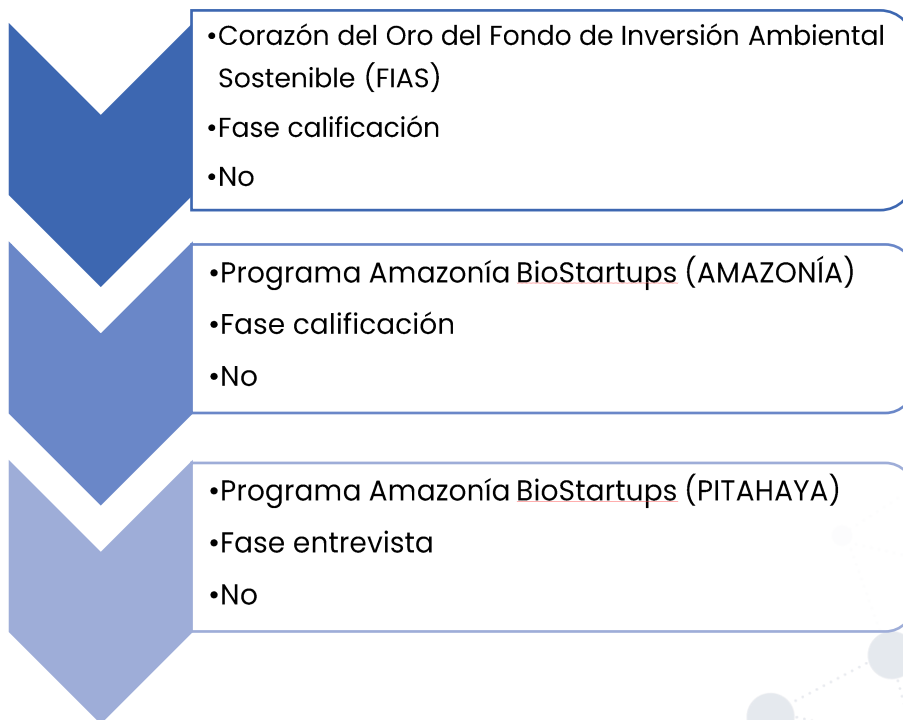 •Corazón del Oro del Fondo de Inversión Ambiental
Sostenible (FIAS)
•Fase calificación
•No
•Programa Amazonía BioStartups (AMAZONÍA)
•Fase calificación
•No
•Programa Amazonía BioStartups (PITAHAYA)
•Fase entrevista
•No